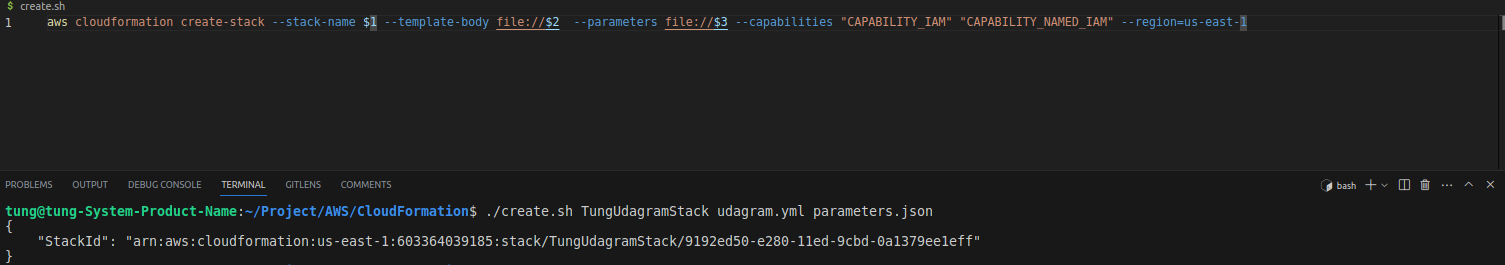 $ create.sh
1 aws cloudformation create-stack --stack-name $1 --template-body file://$2 --parameters file://$3 --capabilities "CAPABILITY_IAM" "CAPABILITY_NAMED_IAM" --region=us-east-1
PROBLEMS OUTPUT DEBUG CONSOLE TERMINAL GITLENS COMMENTS bash
tung@tung-System-Product-Name:~/Project/AWS/CloudFormation$ ./create.sh TungUdagramStack udagram.yml parameters.json
{
    "StackId": "arn:aws:cloudformation:us-east-1:603364039185:stack/TungUdagramStack/9192ed50-e280-11ed-9cbd-0a1379ee1eff"
}